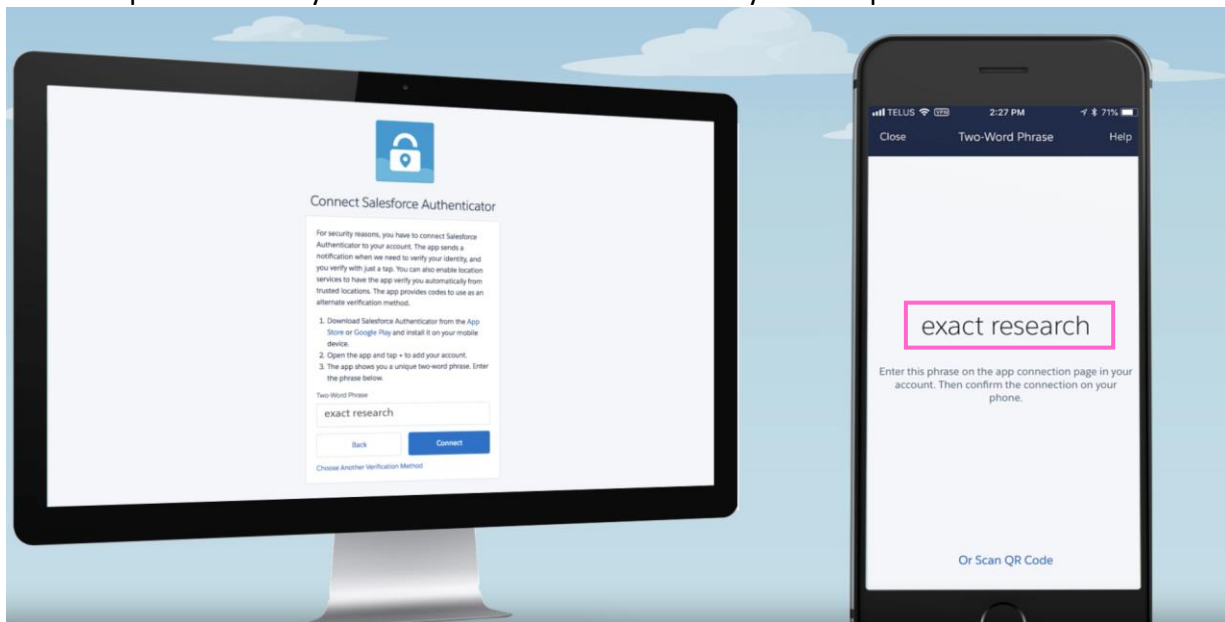 Connect Salesforce Authenticator
For security reasons, you have to connect Salesforce
Authenticator to your account. The app sends a
notification when we need to verify your identity, and
you verify with just a tap. You can also enable location
services to have the app verify you automatically from
trusted locations. The app provides codes to use as an
alternate verification method.
1. Download Salesforce Authenticator from the App
Store or Google Play and install it on your mobile
device.
2. Open the app and tap + to add your account.
3. The app shows you a unique two-word phrase. Enter
the phrase below.
Two-Word Phrase
exact research
Back Connect
Choose Another Verification Method
TELUS VPN 2:27 PM 71%
Close Two-Word Phrase Help
exact research
Enter this phrase on the app connection page in your
account. Then confirm the connection on your
phone.
Or Scan QR Code